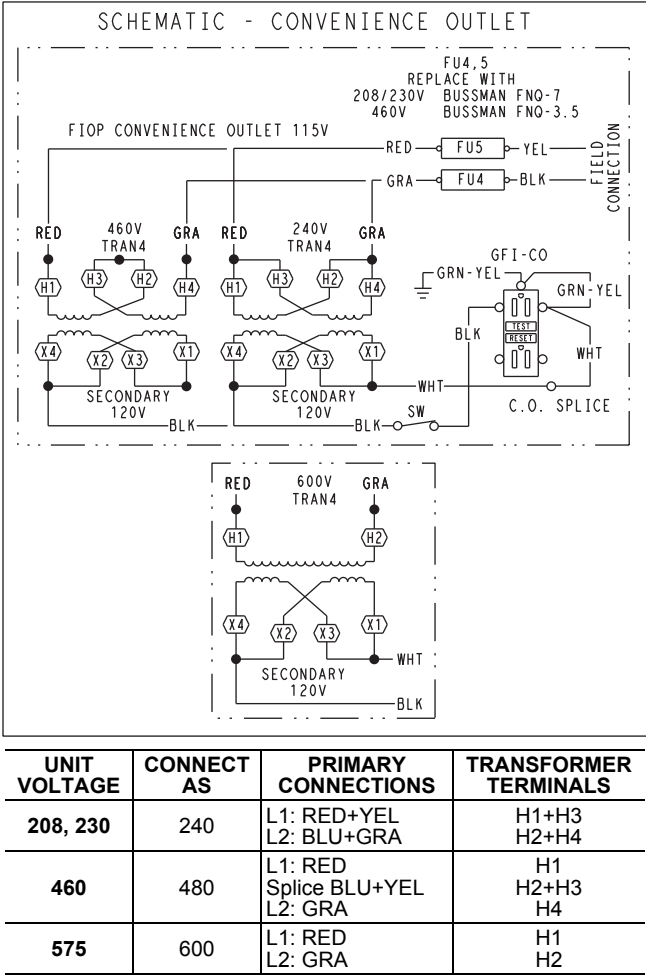 SCHEMATIC - CONVENIENCE OUTLET
FU4,5
REPLACE WITH
208/230V BUSSMAN FNQ-7
460V BUSSMAN FNQ-3.5
FIOP CONVENIENCE OUTLET 115V
RED FU5 YEL
GRA FU4 BLK
FIELD
CONNECTION
RED 460V GRA RED 240V GRA
TRAN4 TRAN4
H1 H3 H2 H4 H1 H3 H2 H4
GFI-CO
GRN-YEL
GRN-YEL
TEST
RESET
BLK
WHT
X4 X2 X3 X1 X4 X2 X3 X1
WHT
SECONDARY SECONDARY
120V 120V
SW
C.O. SPLICE
BLK BLK
RED 600V GRA
TRAN4
H1 H2
X4 X2 X3 X1
WHT
SECONDARY
120V
BLK
UNIT VOLTAGE CONNECT AS PRIMARY CONNECTIONS TRANSFORMER TERMINALS
208, 230 240 L1: RED+YEL H1+H3
L2: BLU+GRA H2+H4
460 480 L1: RED H1
Splice BLU+YEL H2+H3
L2: GRA H4
575 600 L1: RED H1
L2: GRA H2